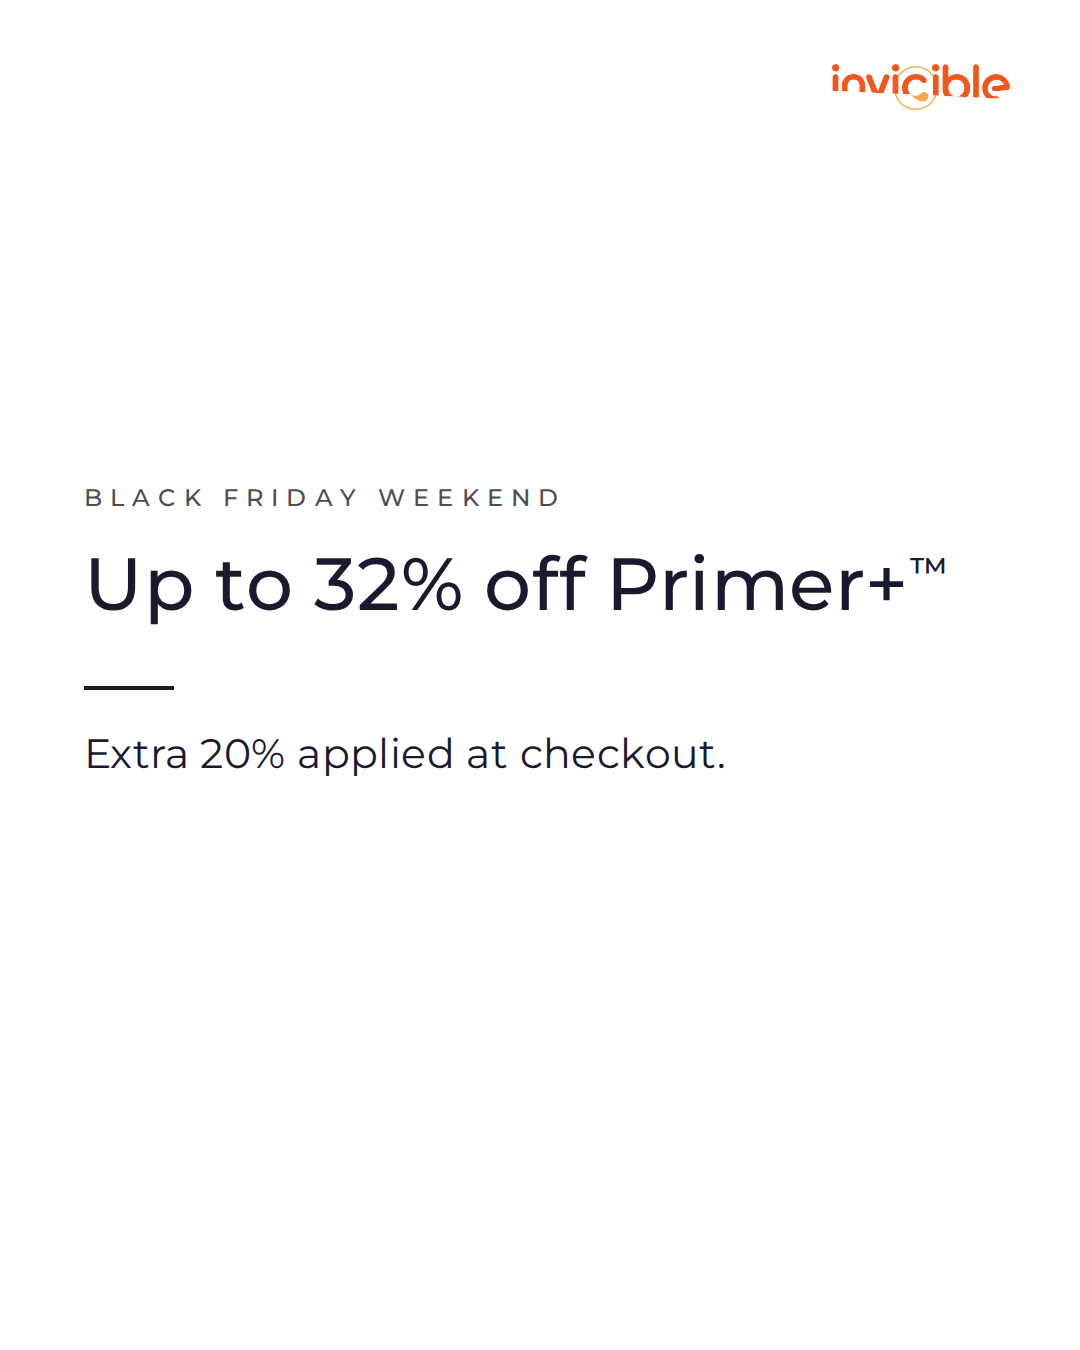 invicible
BLACK FRIDAY WEEKEND
Up to 32% off Primer+™
Extra 20% applied at checkout.